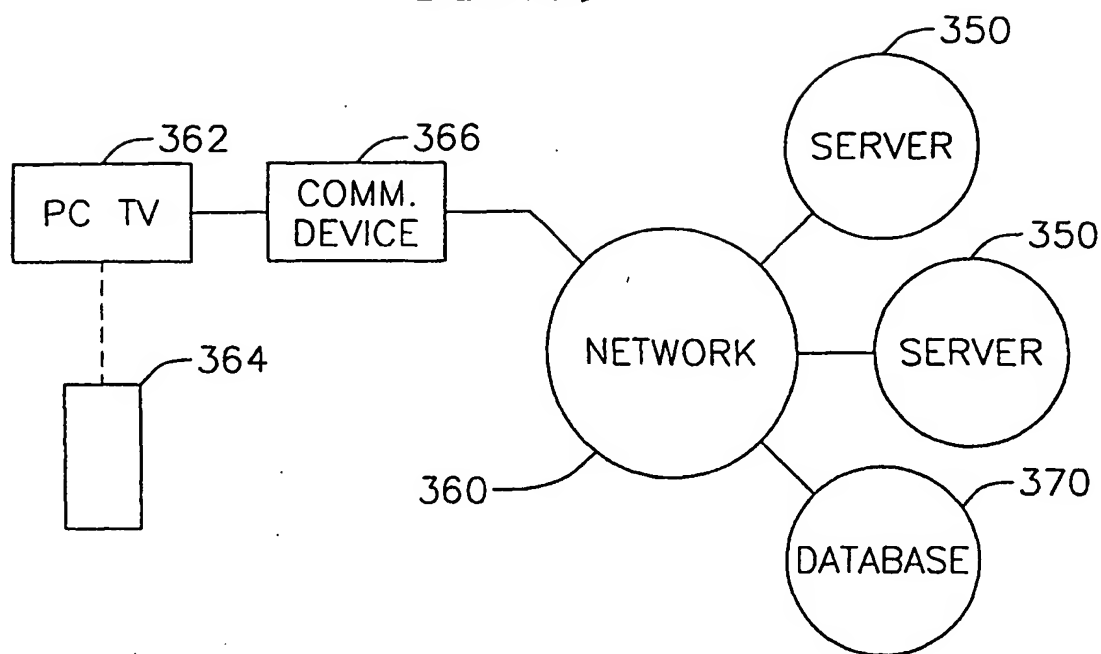 350
362
366
SERVER
PC TV
COMM.
DEVICE
350
NETWORK
SERVER
364
360
370
DATABASE